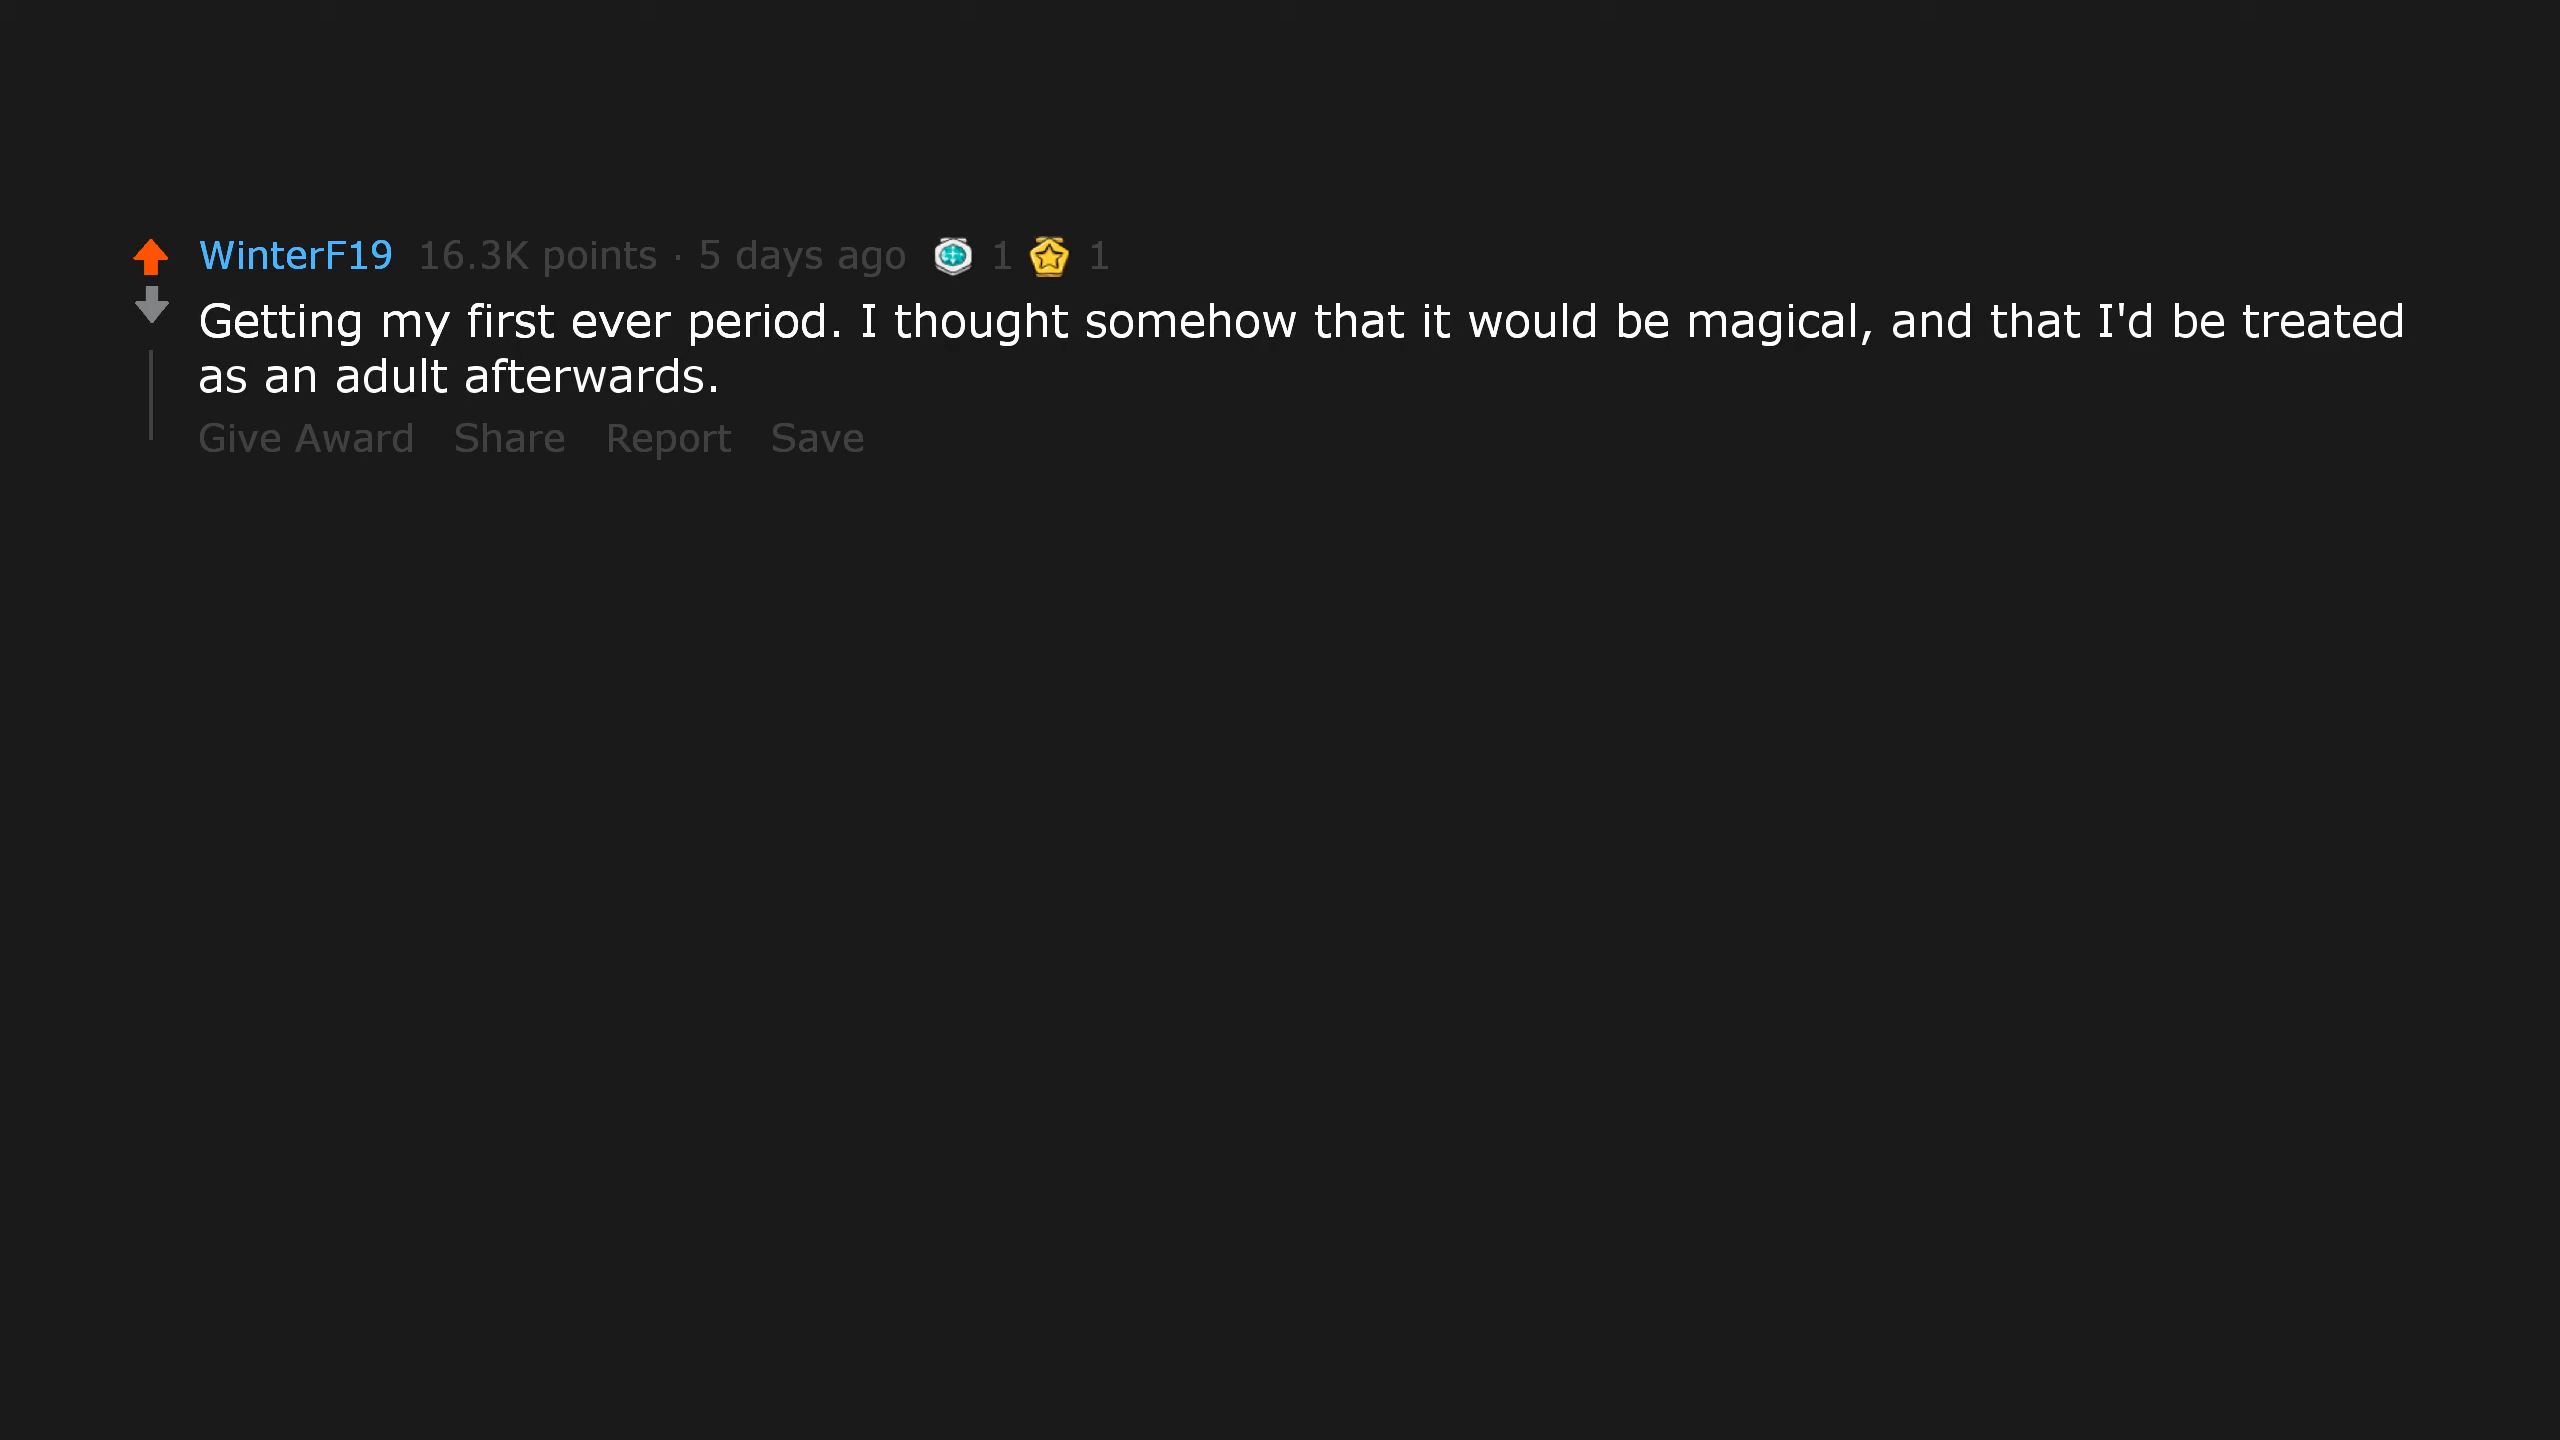 WinterF19 16.3K points · 5 days ago 1 1
Getting my first ever period. I thought somehow that it would be magical, and that I'd be treated
as an adult afterwards.
Give Award Share Report Save